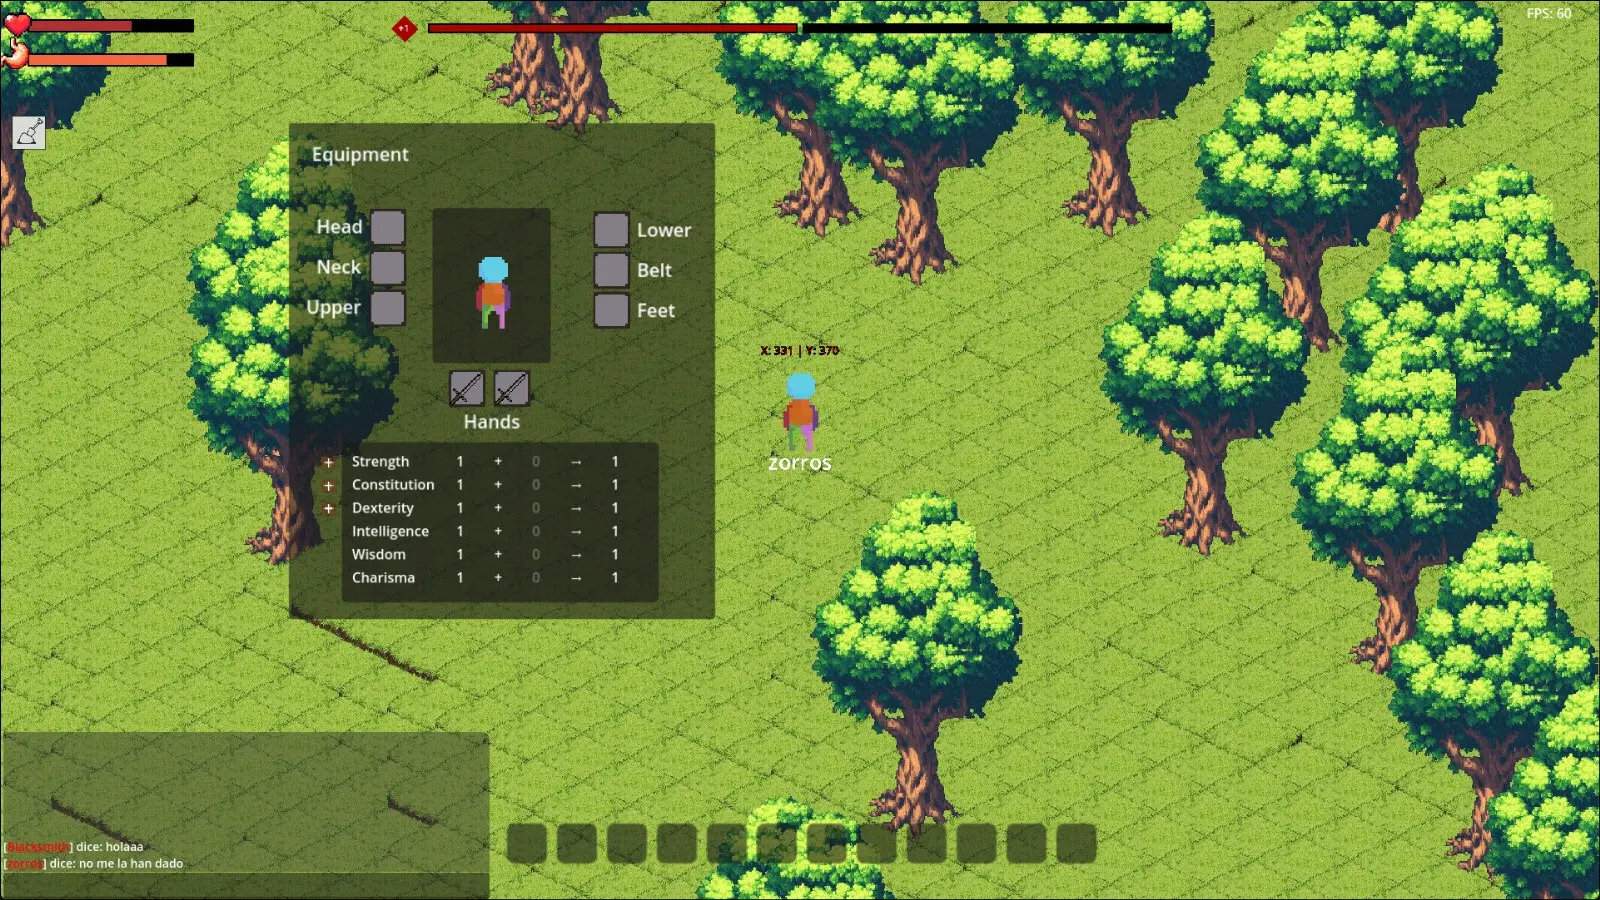 FPS: 60
+1
Equipment
Head
Neck
Upper
Lower
Belt
Feet
Hands
X: 331 | Y: 370
zorros
+ Strength 1 + 0 → 1
+ Constitution 1 + 0 → 1
+ Dexterity 1 + 0 → 1
Intelligence 1 + 0 → 1
Wisdom 1 + 0 → 1
Charisma 1 + 0 → 1
[blacksmith] dice: holaaa
[zorros] dice: no me la han dado